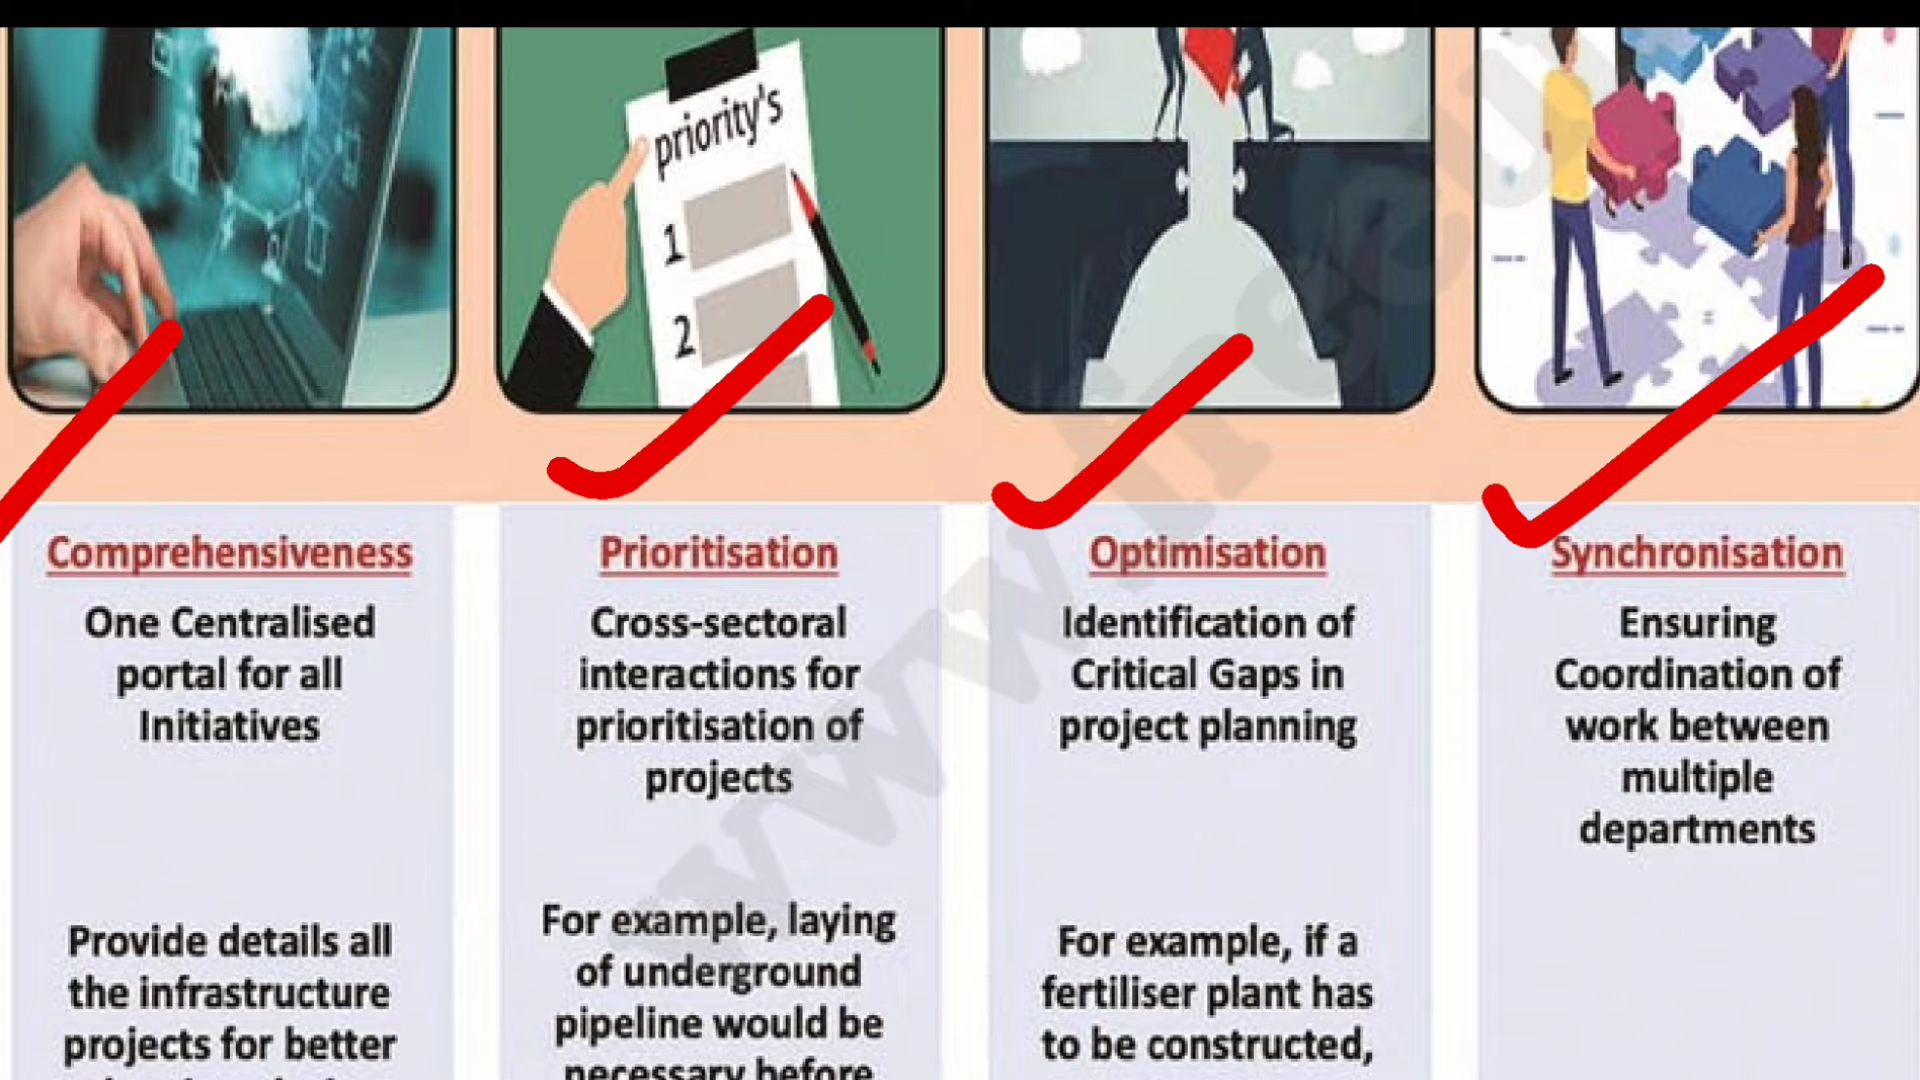 priority's
1
2
Comprehensiveness
One Centralised
portal for all
Initiatives
Provide details all
the infrastructure
projects for better
Prioritisation
Cross-sectoral
interactions for
prioritisation of
projects
For example, laying
of underground
pipeline would be
necessary before
Optimisation
Identification of
Critical Gaps in
project planning
For example, if a
fertiliser plant has
to be constructed,
Synchronisation
Ensuring
Coordination of
work between
multiple
departments